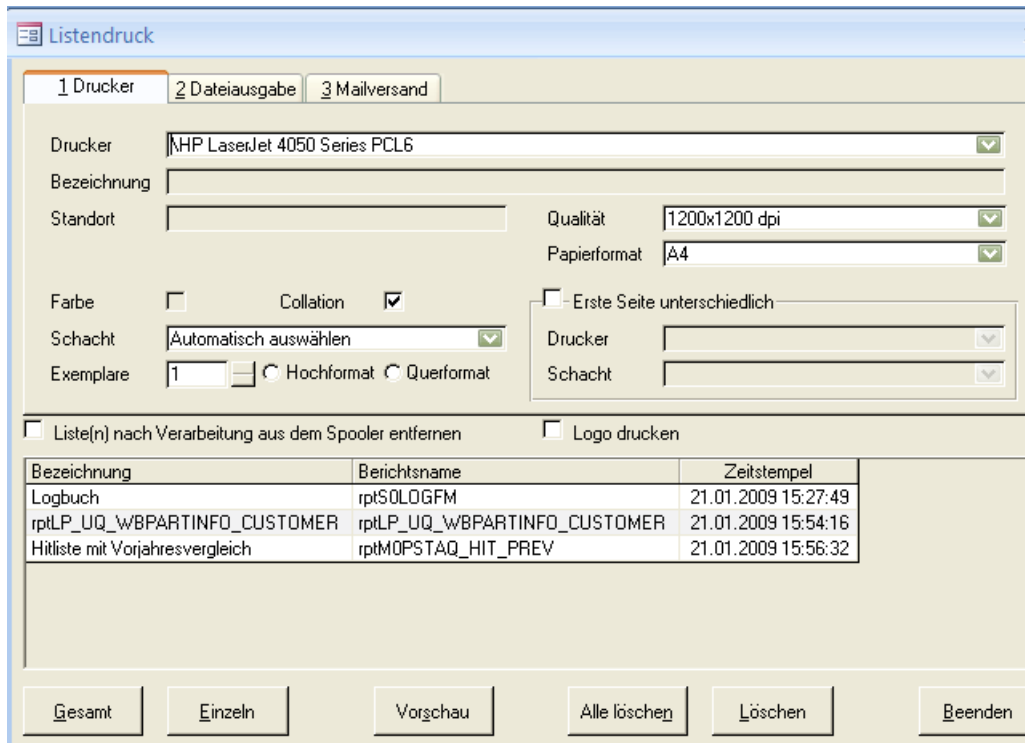 Listendruck
1 Drucker 2 Dateiausgabe 3 Mailversand
Drucker \HP LaserJet 4050 Series PCL6
Bezeichnung
Standort Qualität 1200x1200 dpi
Papierformat A4
Farbe Collation Erste Seite unterschiedlich
Schacht Automatisch auswählen Drucker
Exemplare 1 Hochformat Querformat Schacht
Liste(n) nach Verarbeitung aus dem Spooler entfernen Logo drucken
Bezeichnung Berichtsname Zeitstempel
Logbuch rptS0LOGFM 21.01.2009 15:27:49
rptLP_UQ_WBPARTINFO_CUSTOMER rptLP_UQ_WBPARTINFO_CUSTOMER 21.01.2009 15:54:16
Hitliste mit Vorjahresvergleich rptM0PSTAQ_HIT_PREV 21.01.2009 15:56:32
Gesamt Einzeln Vorschau Alle löschen Löschen Beenden